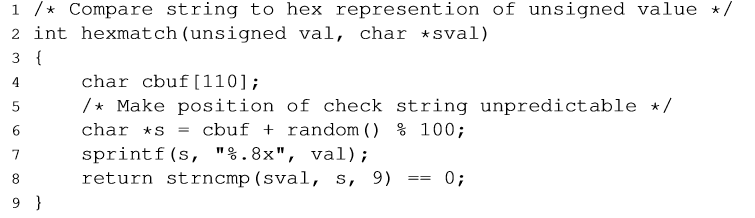 1 /* Compare string to hex represention of unsigned value */
2 int hexmatch(unsigned val, char *sval)
3 {
4     char cbuf[110];
5     /* Make position of check string unpredictable */
6     char *s = cbuf + random() % 100;
7     sprintf(s, "%.8x", val);
8     return strncmp(sval, s, 9) == 0;
9 }